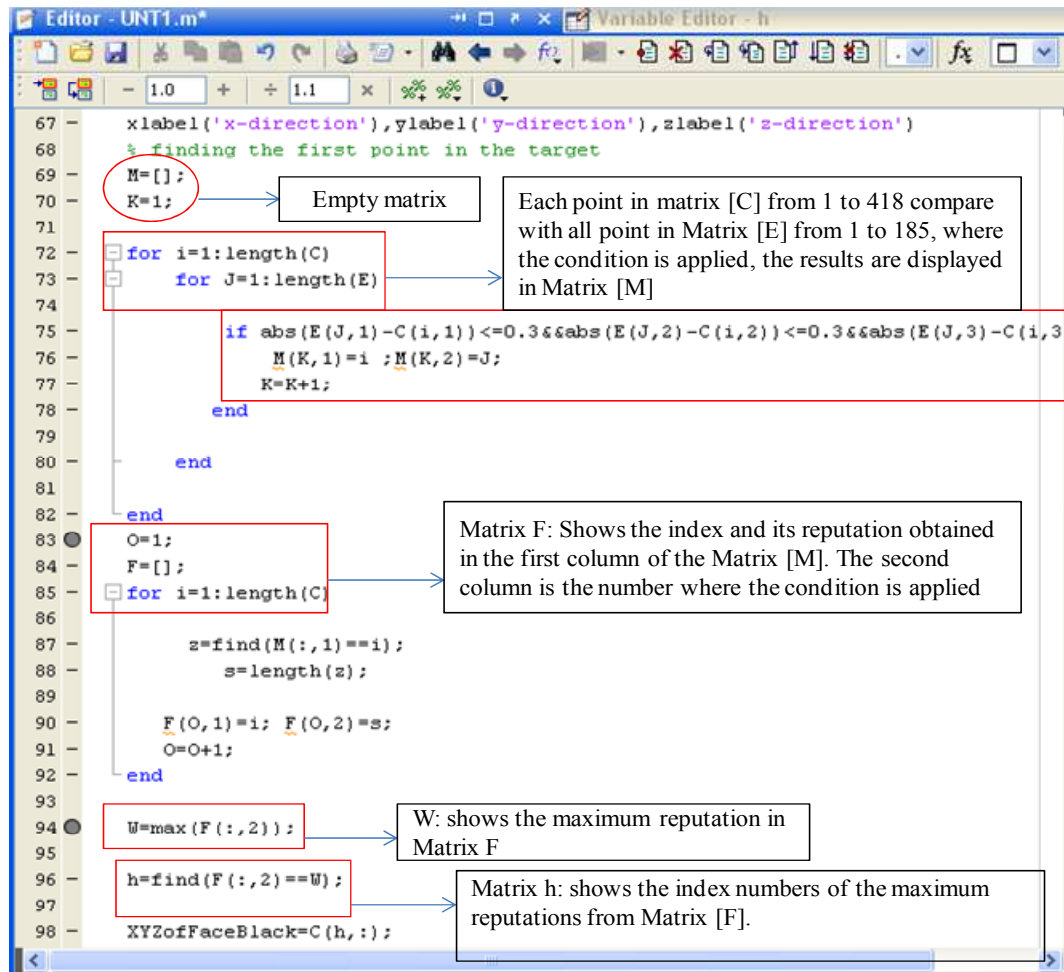 Editor - UNT1.m*
Variable Editor - h
fx
- 1.0 + ÷ 1.1 ×
67 - xlabel('x-direction'),ylabel('y-direction'),zlabel('z-direction')
68 % finding the first point in the target
69 - M=[];
70 - K=1;
Empty matrix
Each point in matrix [C] from 1 to 418 compare
with all point in Matrix [E] from 1 to 185, where
the condition is applied, the results are displayed
in Matrix [M]
71
72 - for i=1:length(C)
73 - for J=1:length(E)
74
75 - if abs(E(J,1)-C(i,1))<=0.3&&abs(E(J,2)-C(i,2))<=0.3&&abs(E(J,3)-C(i,3
76 - M(K,1)=i ;M(K,2)=J;
77 - K=K+1;
78 - end
79
80 - end
81
82 - end
83 O=1;
84 - F=[];
85 - for i=1:length(C)
Matrix F: Shows the index and its reputation obtained
in the first column of the Matrix [M]. The second
column is the number where the condition is applied
86
87 - z=find(M(:,1)==i);
88 - s=length(z);
89
90 - F(O,1)=i; F(O,2)=s;
91 - O=O+1;
92 - end
93
94 W=max(F(:,2));
W: shows the maximum reputation in
Matrix F
95
96 - h=find(F(:,2)==W);
97
Matrix h: shows the index numbers of the maximum
reputations from Matrix [F].
98 - XYZofFaceBlack=C(h,:);